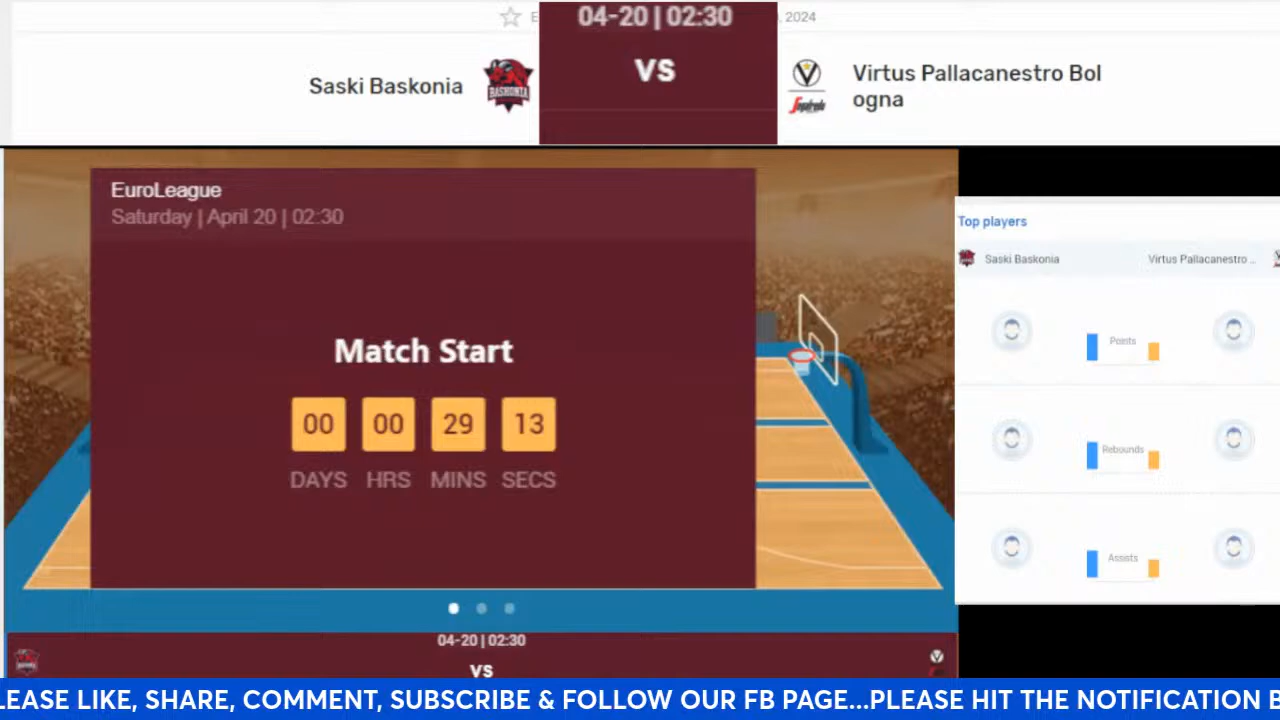 04-20 | 02:30
, 2024
Saski Baskonia
BASKONIA
VS
Virtus Pallacanestro Bol
ogna
EuroLeague
Saturday | April 20 | 02:30
Match Start
00 00 29 13
DAYS HRS MINS SECS
Top players
Saski Baskonia
Virtus Pallacanestro ...
Points
Rebounds
Assists
04-20 | 02:30
VS
LEASE LIKE, SHARE, COMMENT, SUBSCRIBE & FOLLOW OUR FB PAGE...PLEASE HIT THE NOTIFICATION B